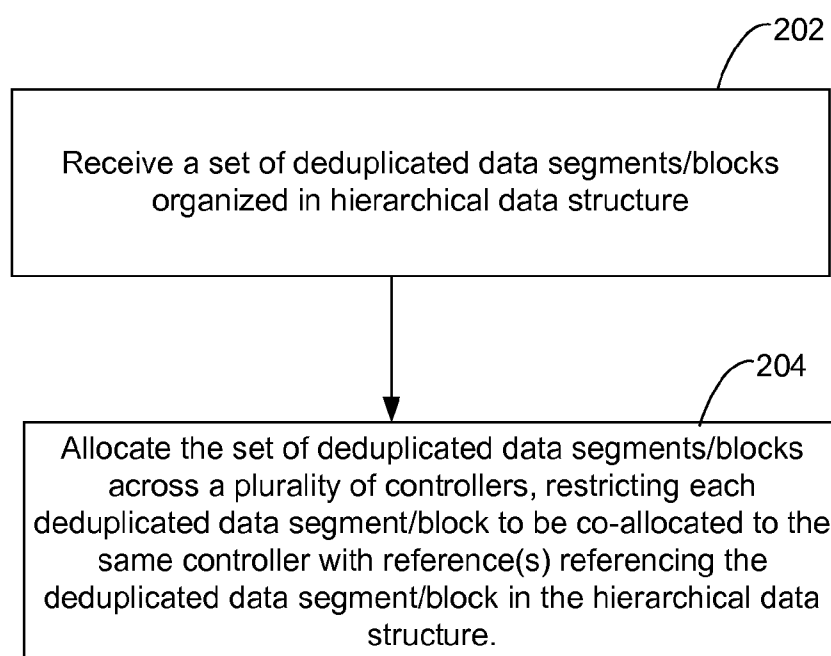 202
Receive a set of deduplicated data segments/blocks
organized in hierarchical data structure
204
Allocate the set of deduplicated data segments/blocks
across a plurality of controllers, restricting each
deduplicated data segment/block to be co-allocated to the
same controller with reference(s) referencing the
deduplicated data segment/block in the hierarchical data
structure.